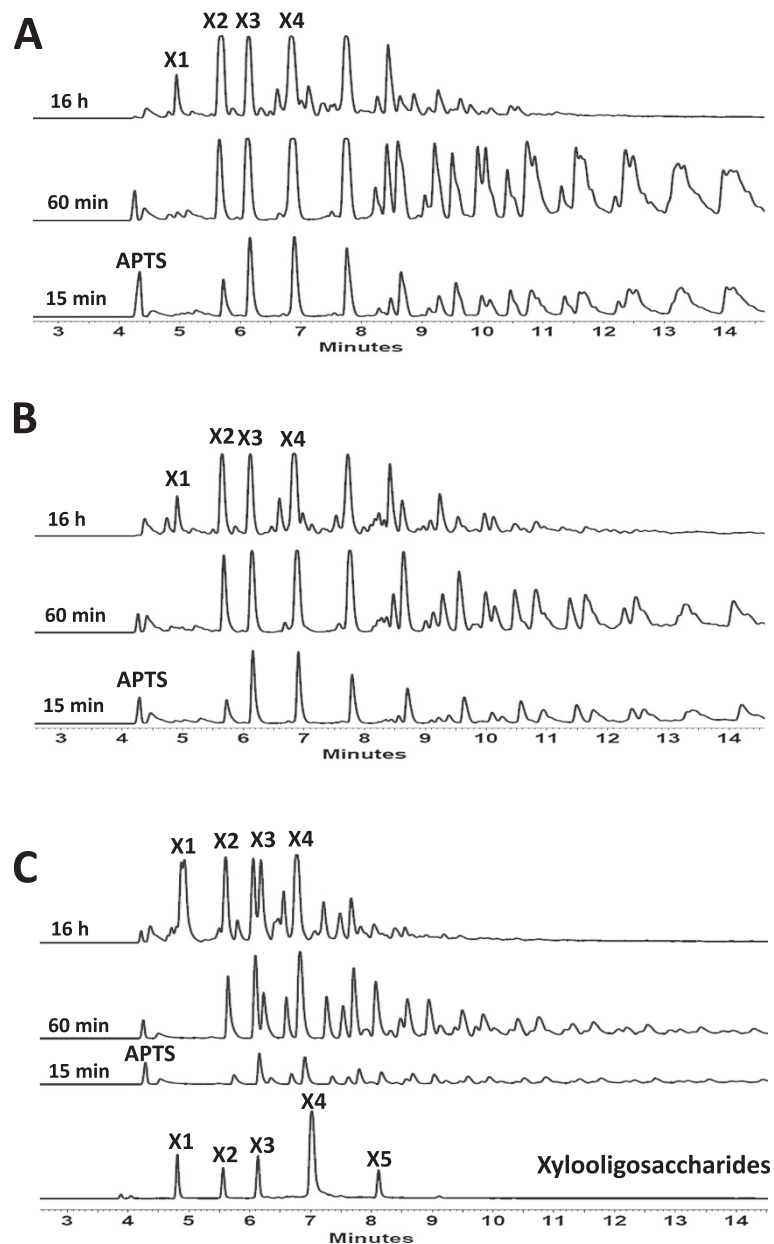 A
X1 X2 X3 X4
16 h
60 min
APTS
15 min
3 4 5 6 7 8 9 10 11 12 13 14
Minutes
B
X1 X2 X3 X4
16 h
60 min
APTS
15 min
3 4 5 6 7 8 9 10 11 12 13 14
Minutes
C
X1 X2 X3 X4
16 h
60 min
APTS
15 min
X1 X2 X3 X4 X5 Xylooligosaccharides
3 4 5 6 7 8 9 10 11 12 13 14
Minutes